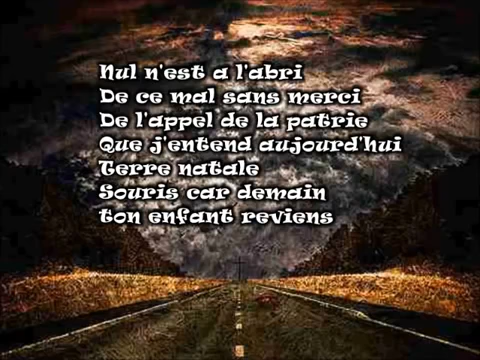 Nul n'est a l'abri
De ce mal sans merci
De l'appel de la patrie
Que j'entend aujourd'hui
Terre natale
Souris car demain
ton enfant reviens